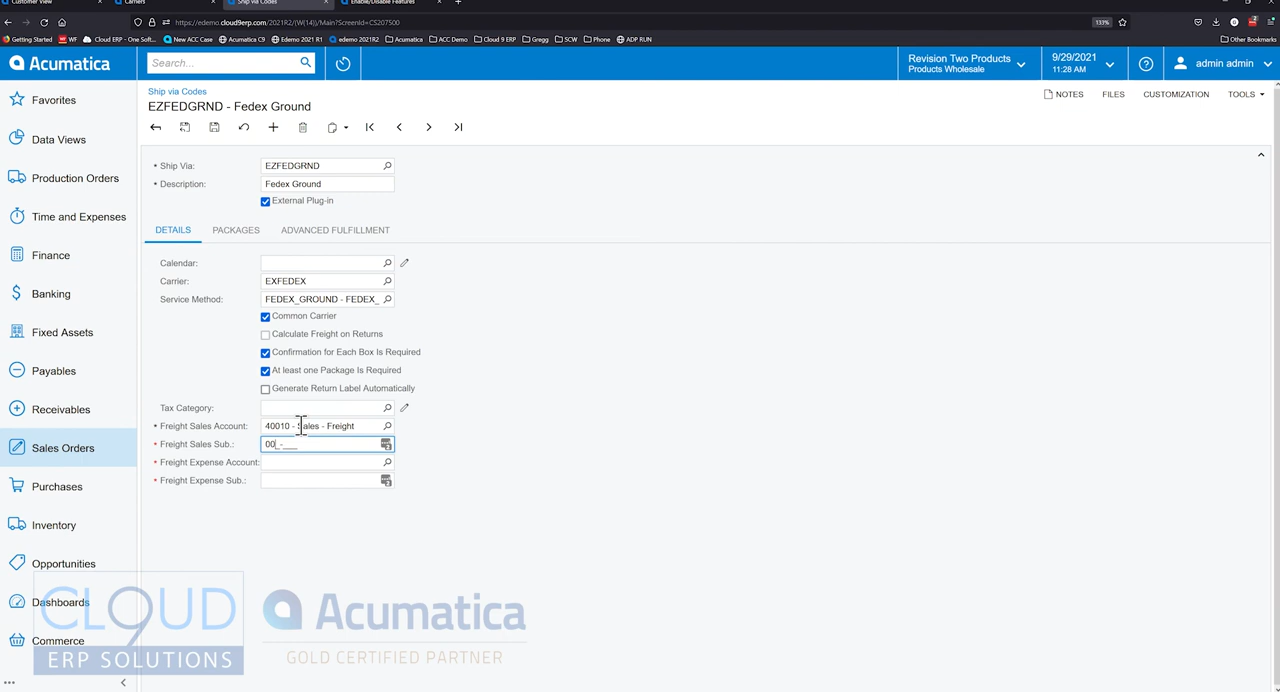 Customer View
Carriers
Ship via Codes
Enable/Disable Features
https://edemo.cloud9erp.com/2021R2/(W(14))/Main?ScreenId=CS207500
133%
Getting Started
WF
Cloud ERP - One Soft...
New ACC Case
Acumatica C9
Edemo 2021 R1
edemo 2021R2
Acumatica
ACC Demo
Cloud 9 ERP
Gregg
SCW
Phone
ADP RUN
Other Bookmarks
Acumatica
Search...
Revision Two Products
Products Wholesale
9/29/2021
11:28 AM
admin admin
Favorites
Data Views
Production Orders
Time and Expenses
Finance
Banking
Fixed Assets
Payables
Receivables
Sales Orders
Purchases
Inventory
Opportunities
Dashboards
Commerce
Ship via Codes
EZFEDGRND - Fedex Ground
NOTES
FILES
CUSTOMIZATION
TOOLS
Ship Via: EZFEDGRND
Description: Fedex Ground
External Plug-in
DETAILS
PACKAGES
ADVANCED FULFILLMENT
Calendar:
Carrier: EXFEDEX
Service Method: FEDEX_GROUND - FEDEX_
Common Carrier
Calculate Freight on Returns
Confirmation for Each Box Is Required
At least one Package Is Required
Generate Return Label Automatically
Tax Category:
Freight Sales Account: 40010 - Sales - Freight
Freight Sales Sub.: 00_-___
Freight Expense Account:
Freight Expense Sub.:
CLOUD 9
ERP SOLUTIONS
Acumatica
GOLD CERTIFIED PARTNER